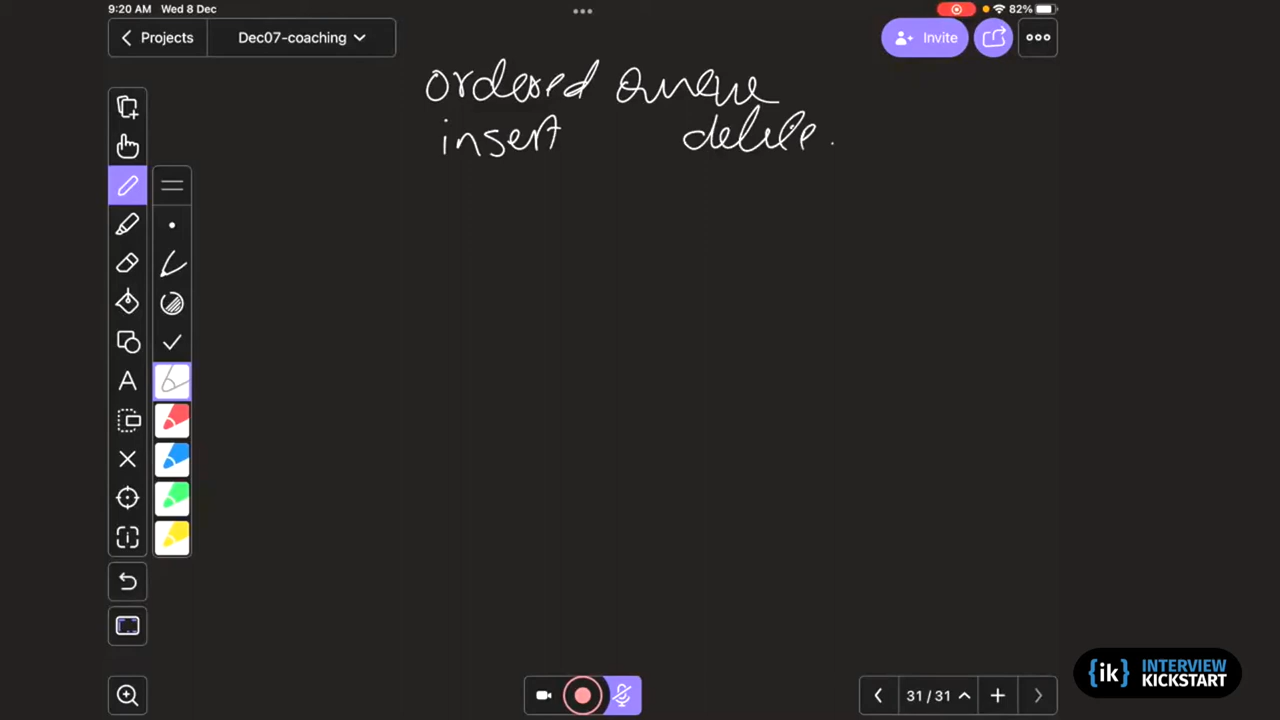 9:20 AM Wed 8 Dec
82%
Projects
Dec07-coaching
Invite
ordered queue
insert delete.
A
31/31
{ik} INTERVIEW
KICKSTART